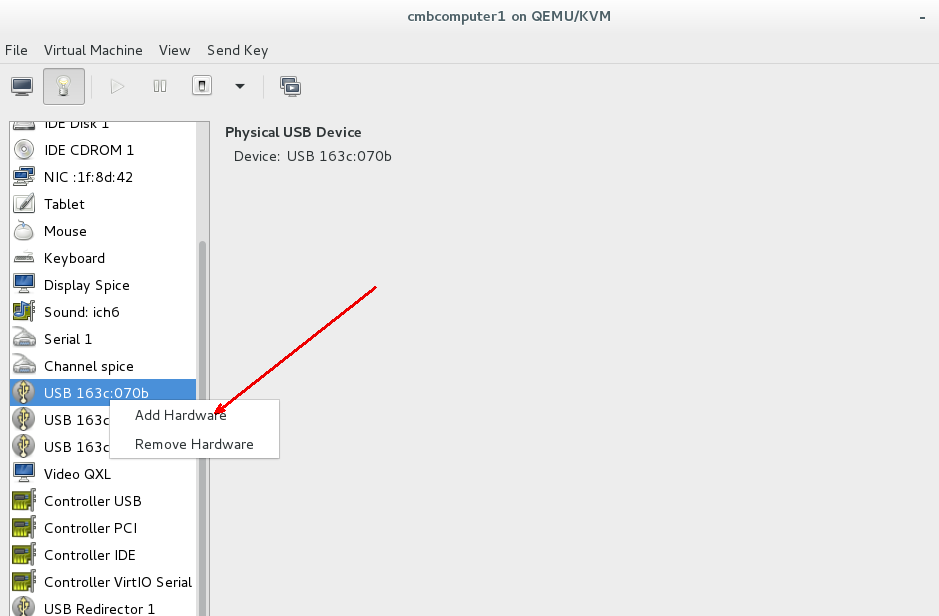 cmbcomputer1 on QEMU/KVM
-
File Virtual Machine View Send Key
IDE Disk 1
IDE CDROM 1
NIC :1f:8d:42
Tablet
Mouse
Keyboard
Display Spice
Sound: ich6
Serial 1
Channel spice
USB 163c:070b
USB 163c
USB 163c
Video QXL
Controller USB
Controller PCI
Controller IDE
Controller VirtIO Serial
USB Redirector 1
Add Hardware
Remove Hardware
Physical USB Device
Device: USB 163c:070b